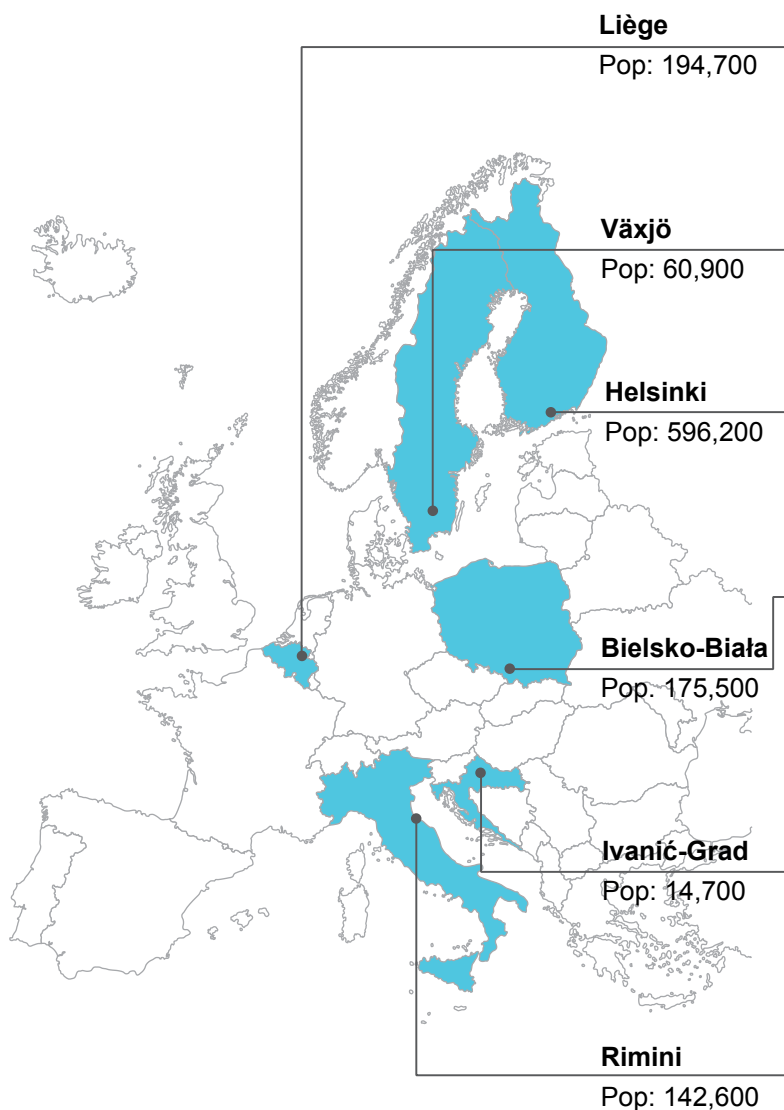 Liège
Pop: 194,700
Växjö
Pop: 60,900
Helsinki
Pop: 596,200
Bielsko-Biała
Pop: 175,500
Ivanić-Grad
Pop: 14,700
Rimini
Pop: 142,600